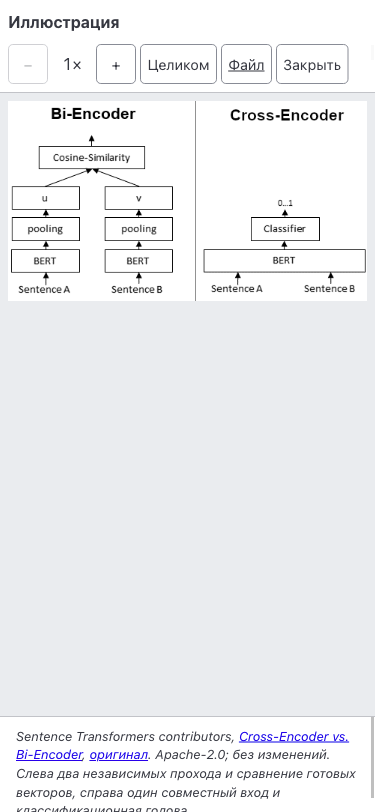 Иллюстрация
− 1× + Целиком Файл Закрыть
Bi-Encoder
Cosine-Similarity
u v
pooling pooling
BERT BERT
Sentence A Sentence B
Cross-Encoder
0...1
Classifier
BERT
Sentence A Sentence B
Sentence Transformers contributors, Cross-Encoder vs.
Bi-Encoder, оригинал. Apache-2.0; без изменений.
Слева два независимых прохода и сравнение готовых
векторов, справа один совместный вход и
классификационная голова.